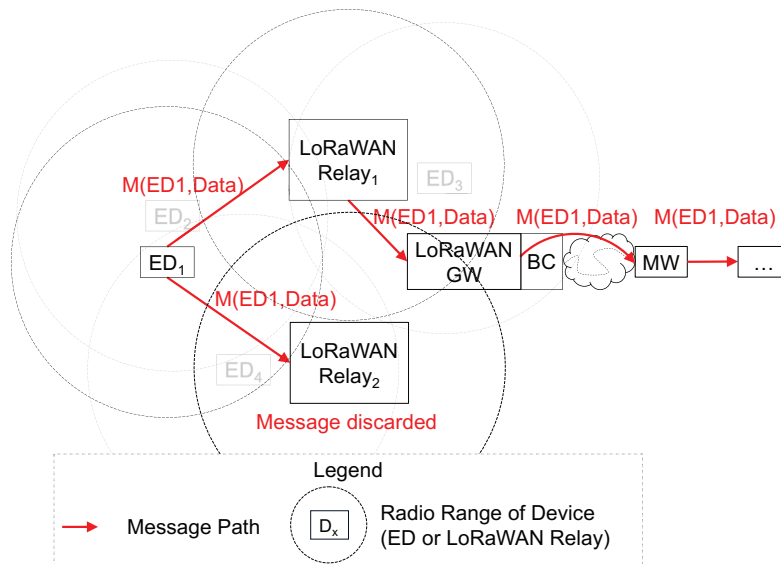 LoRaWAN
Relay₁
M(ED1,Data)
ED₂
ED₃
M(ED1,Data)
M(ED1,Data)
M(ED1,Data)
ED₁
LoRaWAN
GW
BC
MW
...
M(ED1,Data)
LoRaWAN
Relay₂
ED₄
Message discarded
Legend
Message Path
Dₓ
Radio Range of Device
(ED or LoRaWAN Relay)